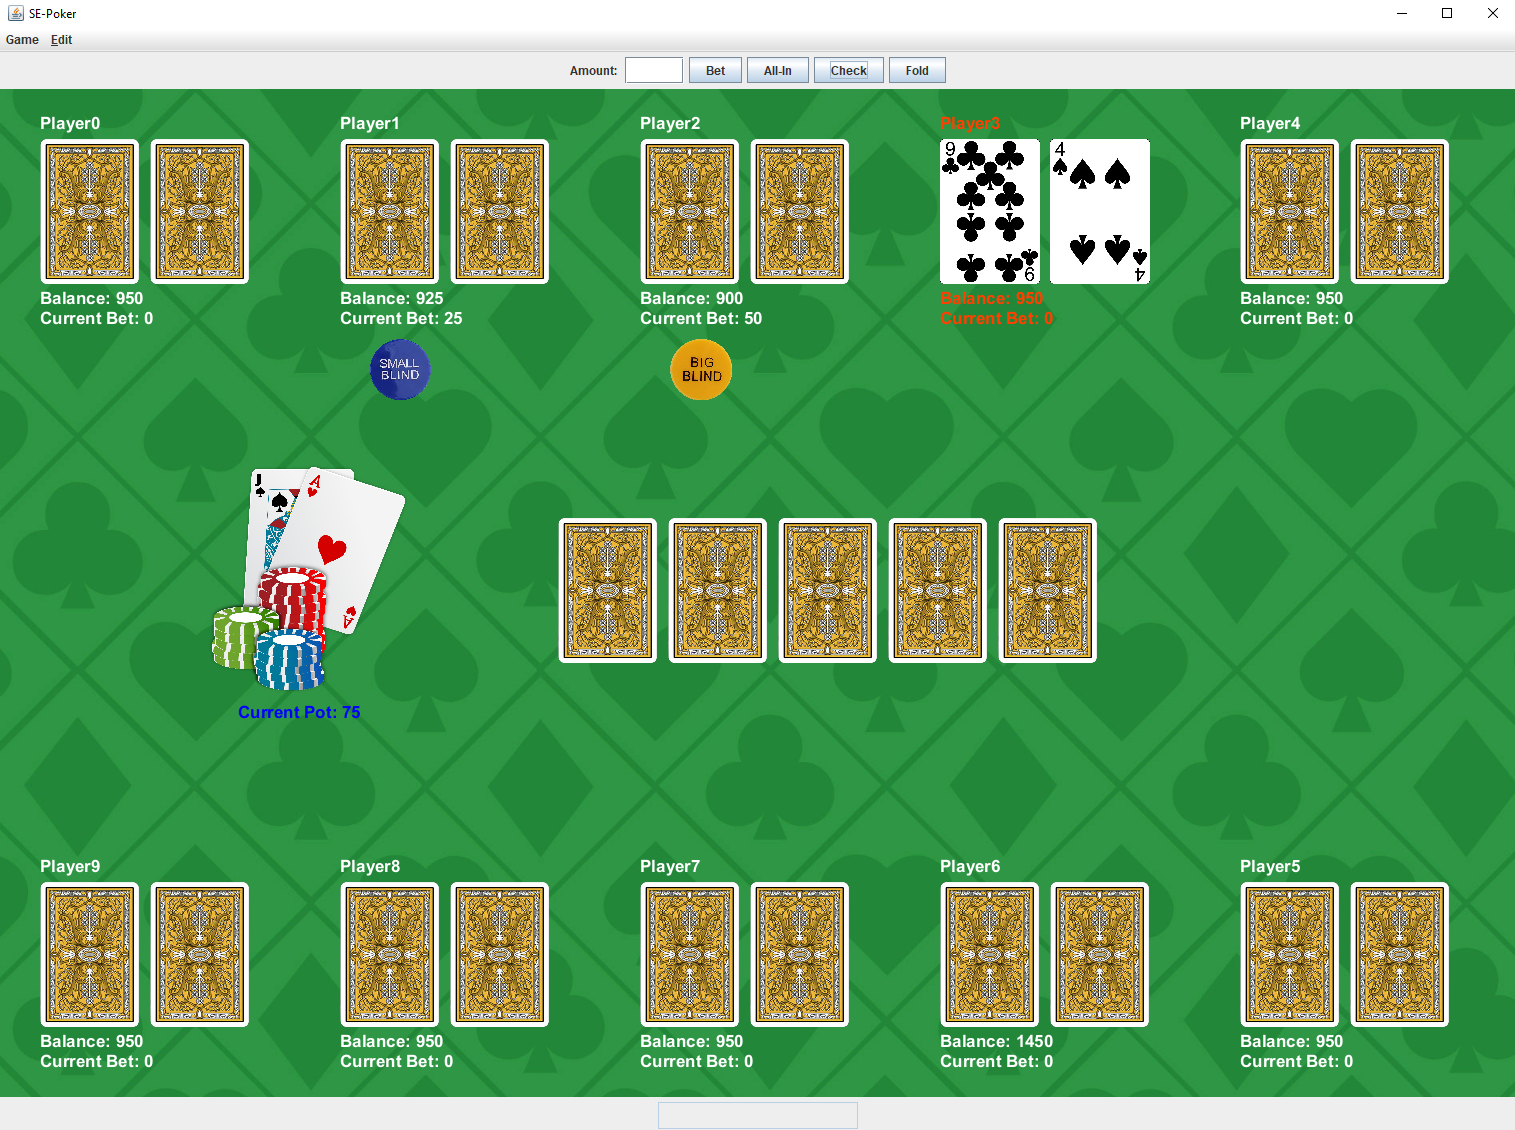 SE-Poker
Game Edit
Amount: Bet All-In Check Fold
Player0 Player1 Player2 Player3 Player4
9 4
9 4
Balance: 950 Balance: 925 Balance: 900 Balance: 950 Balance: 950
Current Bet: 0 Current Bet: 25 Current Bet: 50 Current Bet: 0 Current Bet: 0
SMALL
BLIND
BIG
BLIND
J A
A
Current Pot: 75
Player9 Player8 Player7 Player6 Player5
Balance: 950 Balance: 950 Balance: 950 Balance: 1450 Balance: 950
Current Bet: 0 Current Bet: 0 Current Bet: 0 Current Bet: 0 Current Bet: 0